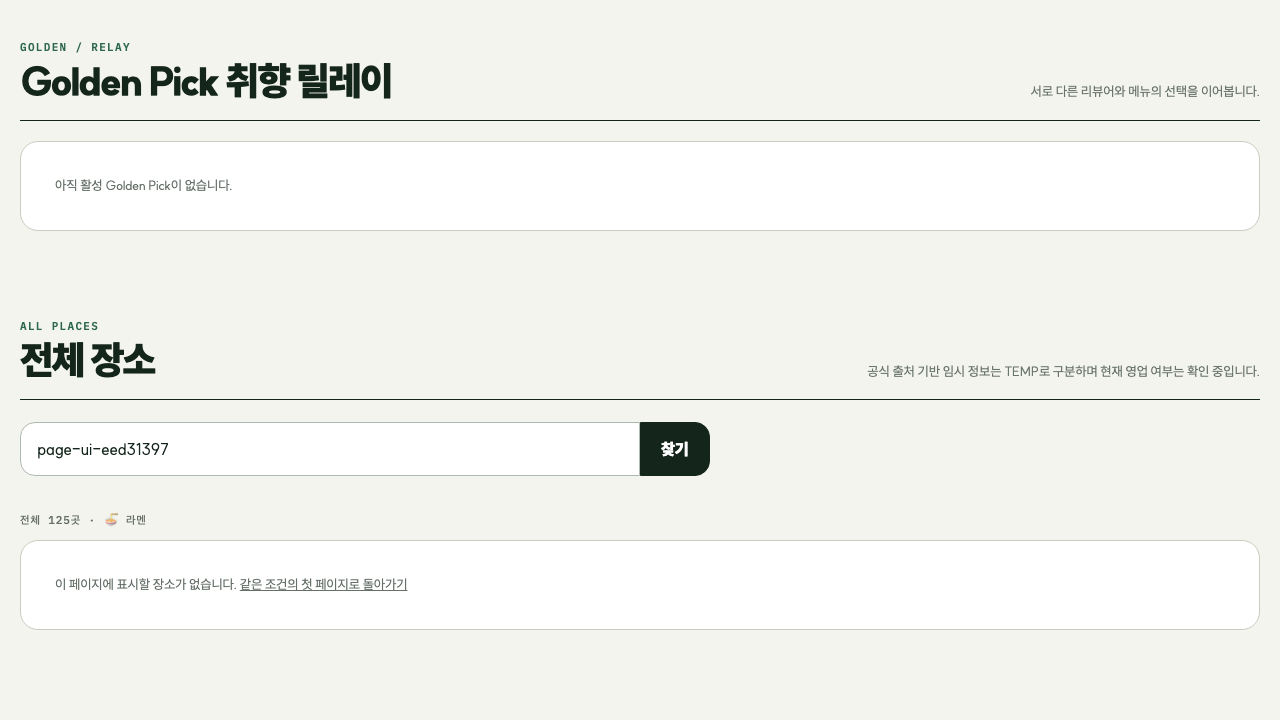 GOLDEN / RELAY
Golden Pick 취향 릴레이
서로 다른 리뷰어와 메뉴의 선택을 이어봅니다.
아직 활성 Golden Pick이 없습니다.
ALL PLACES
전체 장소
공식 출처 기반 임시 정보는 TEMP로 구분하며 현재 영업 여부는 확인 중입니다.
page-ui-eed31397
찾기
전체 125곳 · 🍜 라멘
이 페이지에 표시할 장소가 없습니다. 같은 조건의 첫 페이지로 돌아가기